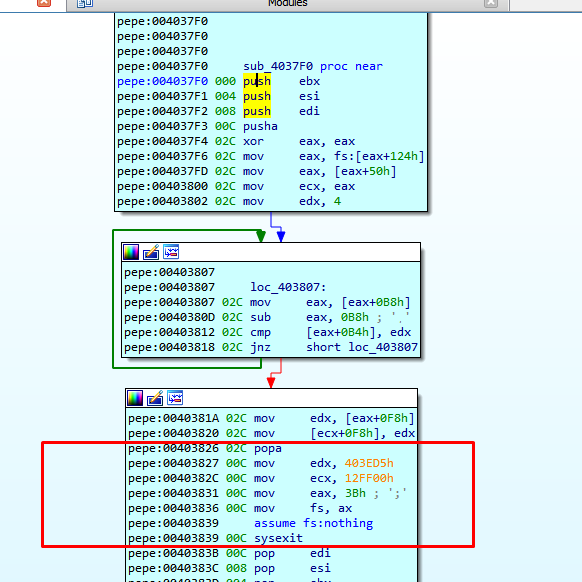 Modules
pepe:004037F0
pepe:004037F0
pepe:004037F0
pepe:004037F0 sub_4037F0 proc near
pepe:004037F0 000 push ebx
pepe:004037F1 004 push esi
pepe:004037F2 008 push edi
pepe:004037F3 00C pusha
pepe:004037F4 02C xor eax, eax
pepe:004037F6 02C mov eax, fs:[eax+124h]
pepe:004037FD 02C mov eax, [eax+50h]
pepe:00403800 02C mov ecx, eax
pepe:00403802 02C mov edx, 4
pepe:00403807
pepe:00403807 loc_403807:
pepe:00403807 02C mov eax, [eax+0B8h]
pepe:0040380D 02C sub eax, 0B8h ; '¸'
pepe:00403812 02C cmp [eax+0B4h], edx
pepe:00403818 02C jnz short loc_403807
pepe:0040381A 02C mov edx, [eax+0F8h]
pepe:00403820 02C mov [ecx+0F8h], edx
pepe:00403826 02C popa
pepe:00403827 00C mov edx, 403ED5h
pepe:0040382C 00C mov ecx, 12FF00h
pepe:00403831 00C mov eax, 3Bh ; ';'
pepe:00403836 00C mov fs, ax
pepe:00403839 assume fs:nothing
pepe:00403839 00C sysexit
pepe:0040383B 00C pop edi
pepe:0040383C 008 pop esi
pepe:0040383D 004 pop ebx